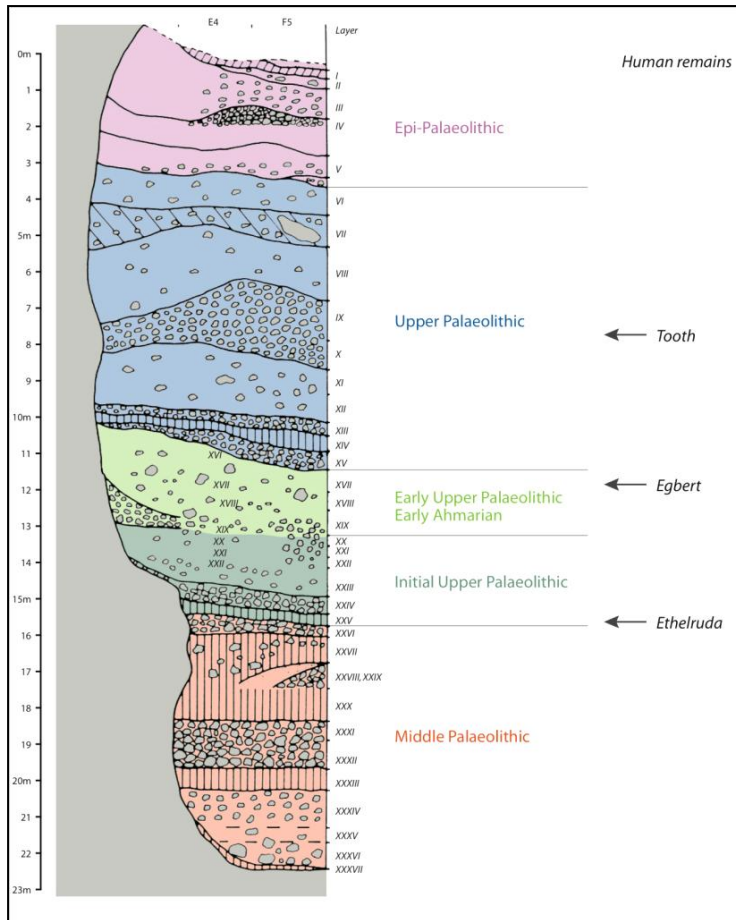 E4 F5 Layer
0m
Human remains
I
1
II
III
2
IV
Epi-Palaeolithic
3
V
4
VI
5m
VII
6
VIII
7
IX
Upper Palaeolithic
Tooth
8
X
9
XI
XII
10m
XIII
XIV
11
XVI
XV
12
XVII XVII
Egbert
XVIII XVIII
Early Upper Palaeolithic
Early Ahmarian
13
XIX XIX
XX XX
XXI XXI
14
XXII XXII
XXIII
Initial Upper Palaeolithic
15m
XXIV
XXV
Ethelruda
16
XXVI
XXVII
17
XXVIII, XXIX
18
XXX
XXXI
19
Middle Palaeolithic
XXXII
20m
XXXIII
21
XXXIV
XXXV
22
XXXVI
XXXVII
23m